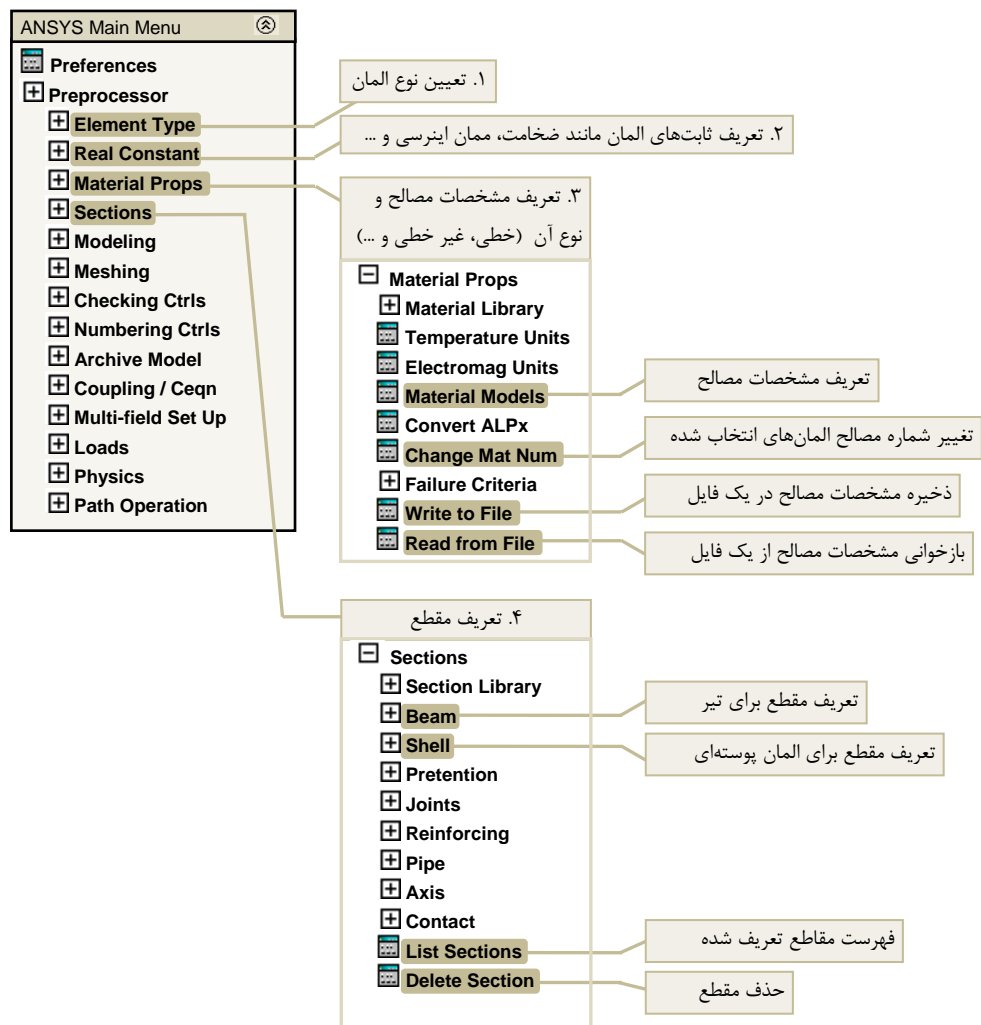 ANSYS Main Menu
Preferences
Preprocessor
Element Type
Real Constant
Material Props
Sections
Modeling
Meshing
Checking Ctrls
Numbering Ctrls
Archive Model
Coupling / Ceqn
Multi-field Set Up
Loads
Physics
Path Operation
۱. تعیین نوع المان
۲. تعریف ثابت‌های المان مانند ضخامت، ممان اینرسی و ...
۳. تعریف مشخصات مصالح و
نوع آن (خطی، غیر خطی و ...)
Material Props
Material Library
Temperature Units
Electromag Units
Material Models
Convert ALPx
Change Mat Num
Failure Criteria
Write to File
Read from File
تعریف مشخصات مصالح
تغییر شماره مصالح المان‌های انتخاب شده
ذخیره مشخصات مصالح در یک فایل
بازخوانی مشخصات مصالح از یک فایل
۴. تعریف مقطع
Sections
Section Library
Beam
Shell
Pretention
Joints
Reinforcing
Pipe
Axis
Contact
List Sections
Delete Section
تعریف مقطع برای تیر
تعریف مقطع برای المان پوسته‌ای
فهرست مقاطع تعریف شده
حذف مقطع